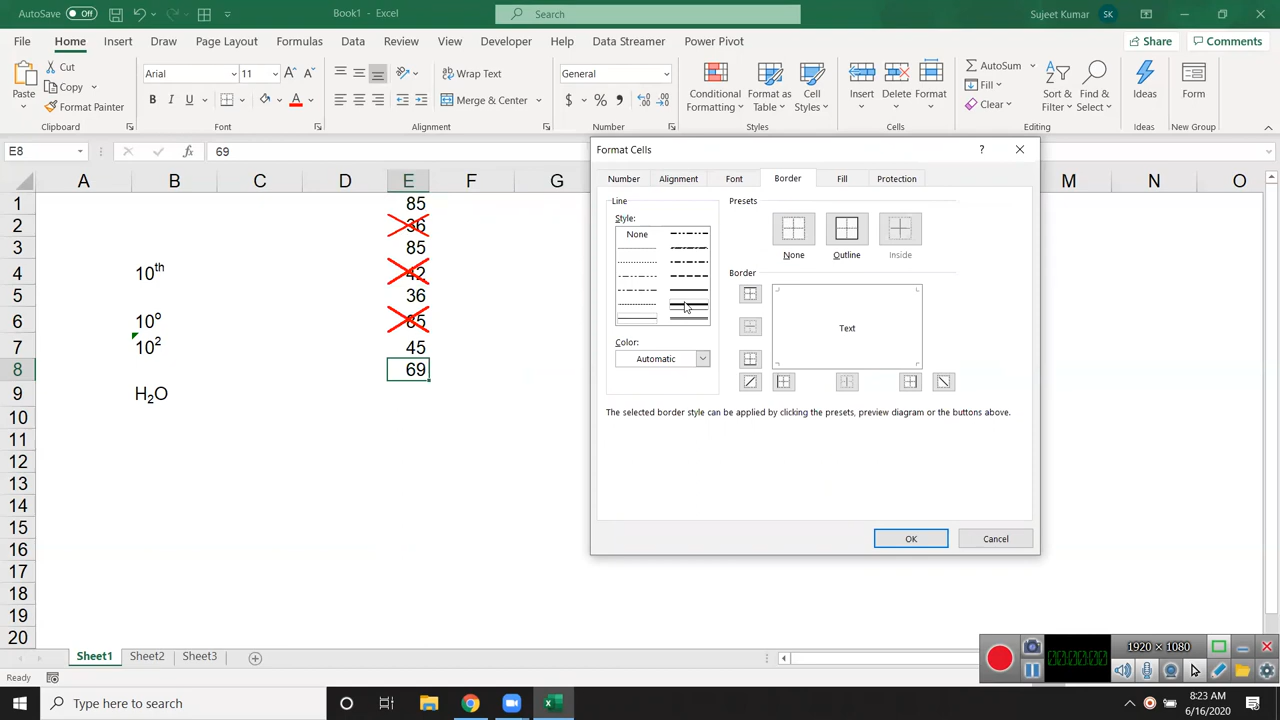 AutoSave Off Book1 - Excel Search Sujeet Kumar SK
File Home Insert Draw Page Layout Formulas Data Review View Developer Help Data Streamer Power Pivot Share Comments
Paste Cut Copy Format Painter Clipboard
Arial 11 A A B I U A Font
Wrap Text Merge & Center Alignment
General $ % , Number
Conditional Formatting Format as Table Cell Styles Styles
Insert Delete Format Cells
AutoSum Fill Clear Sort & Filter Find & Select Editing
Ideas Ideas
Form New Group
E8 fx 69
A B C D E F G M N O
1 85
2 36
3 85
4 10th 42
5 36
6 10o 85
7 10² 45
8 69
9 H₂O
10
11
12
13
14
15
16
17
18
19
20
Format Cells ?
Number Alignment Font Border Fill Protection
Line
Style:
None
Color:
Automatic
Presets
None Outline Inside
Border
Text
The selected border style can be applied by clicking the presets, preview diagram or the buttons above.
OK Cancel
Sheet1 Sheet2 Sheet3
Ready
1920 × 1080
00:00:00
Type here to search
8:23 AM
6/16/2020